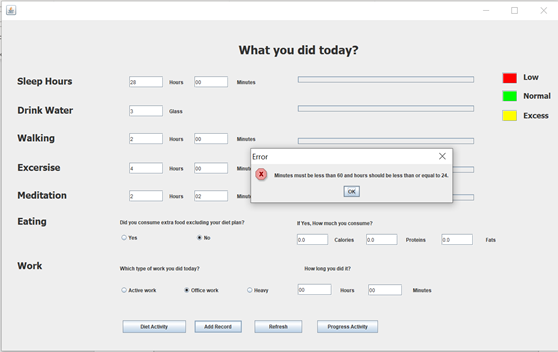 What you did today?
Sleep Hours 28 Hours 00 Minutes
Low
Normal
Drink Water 3 Glass
Excess
Walking 2 Hours 00 Minutes
Error
Excersise 4 Hours 00
Minutes must be less than 60 and hours should be less than or equal to 24.
OK
Meditation 2 Hours 02
Eating
Did you consume extra food excluding your diet plan? If Yes, How much you consume?
Yes No 0.0 Calories 0.0 Proteins 0.0 Fats
Work
Which type of work you did today? How long you did it?
Active work Office work Heavy 00 Hours 00 Minutes
Diet Activity Add Record Refresh Progress Activity